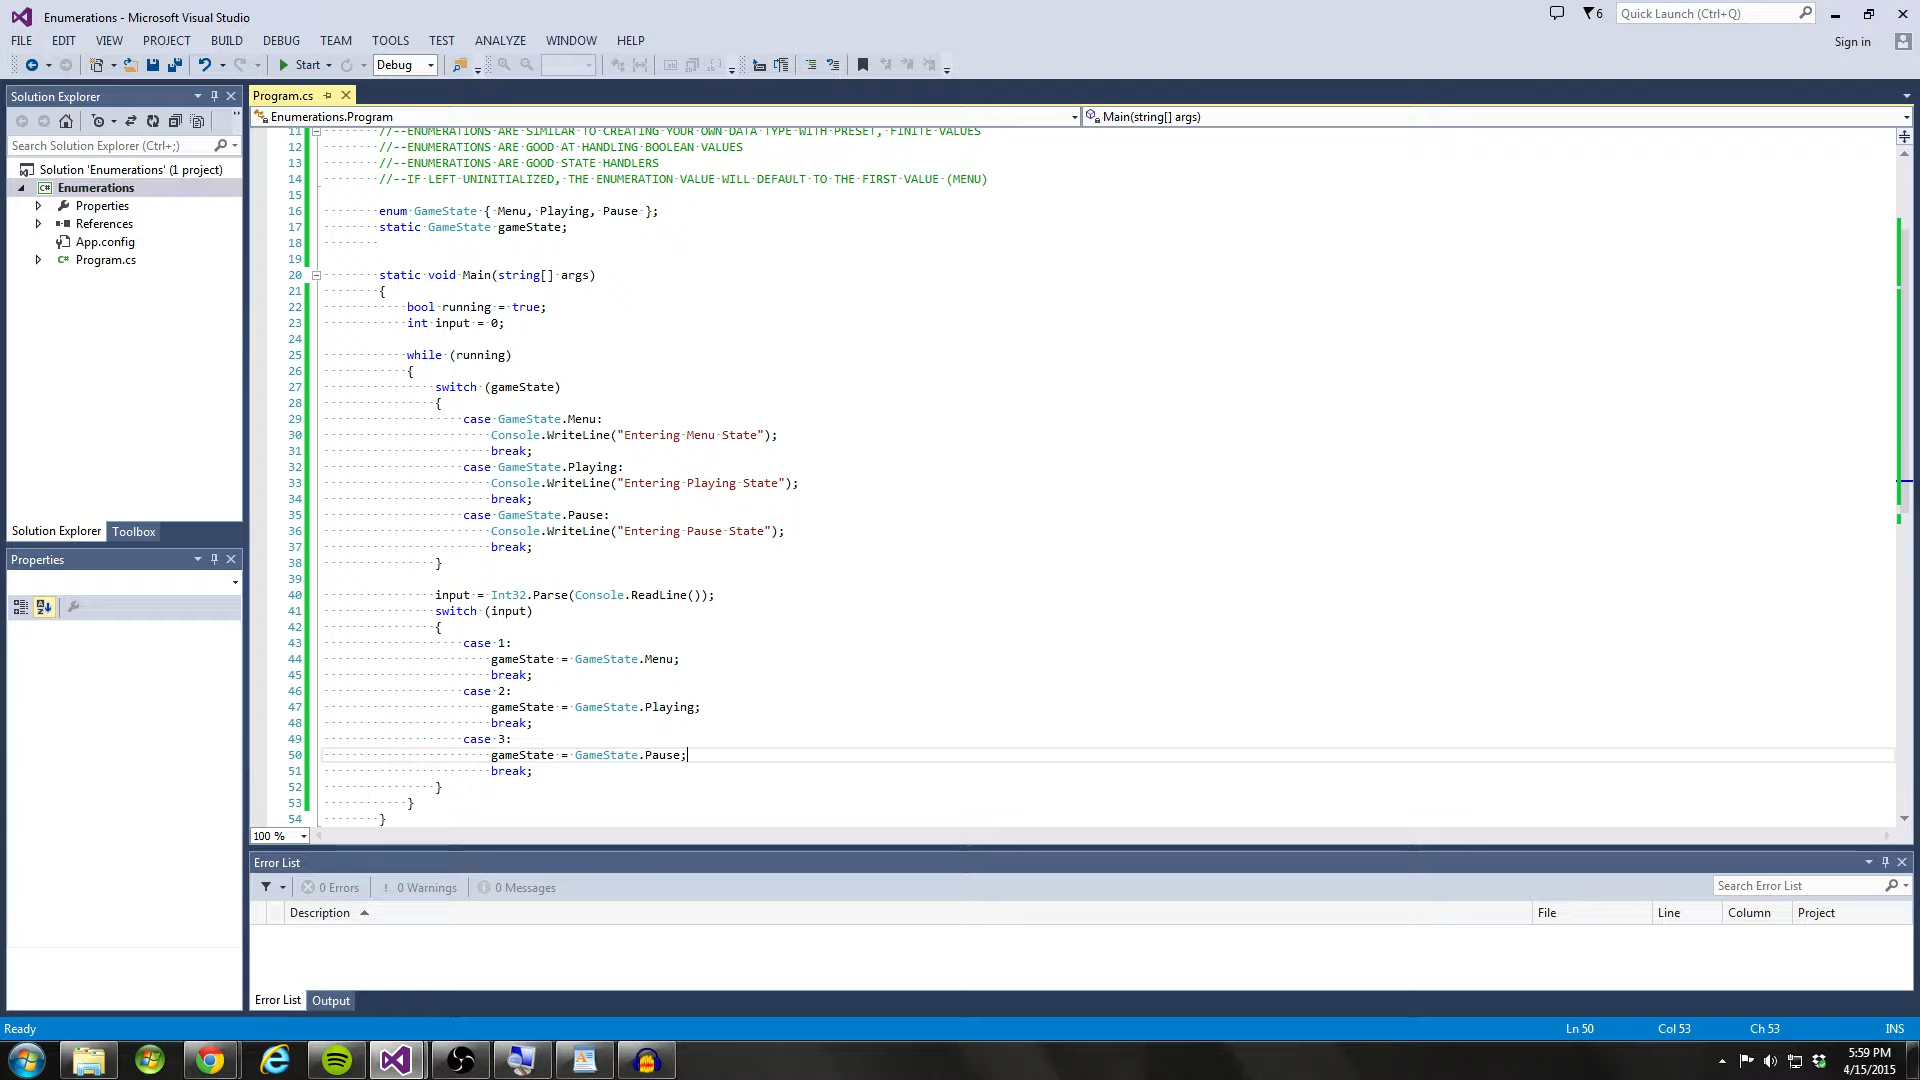 Enumerations - Microsoft Visual Studio
6
Quick Launch (Ctrl+Q)
FILE EDIT VIEW PROJECT BUILD DEBUG TEAM TOOLS TEST ANALYZE WINDOW HELP
Sign in
Start Debug
Solution Explorer
Search Solution Explorer (Ctrl+;)
Solution 'Enumerations' (1 project)
Enumerations
Properties
References
App.config
Program.cs
Solution Explorer Toolbox
Properties
Program.cs
Enumerations.Program
Main(string[] args)
11 //--ENUMERATIONS ARE SIMILAR TO CREATING YOUR OWN DATA TYPE WITH PRESET, FINITE VALUES
12 //--ENUMERATIONS ARE GOOD AT HANDLING BOOLEAN VALUES
13 //--ENUMERATIONS ARE GOOD STATE HANDLERS
14 //--IF LEFT UNINITIALIZED, THE ENUMERATION VALUE WILL DEFAULT TO THE FIRST VALUE (MENU)
15
16 enum GameState { Menu, Playing, Pause };
17 static GameState gameState;
18
19
20 static void Main(string[] args)
21 {
22 bool running = true;
23 int input = 0;
24
25 while (running)
26 {
27 switch (gameState)
28 {
29 case GameState.Menu:
30 Console.WriteLine("Entering Menu State");
31 break;
32 case GameState.Playing:
33 Console.WriteLine("Entering Playing State");
34 break;
35 case GameState.Pause:
36 Console.WriteLine("Entering Pause State");
37 break;
38 }
39
40 input = Int32.Parse(Console.ReadLine());
41 switch (input)
42 {
43 case 1:
44 gameState = GameState.Menu;
45 break;
46 case 2:
47 gameState = GameState.Playing;
48 break;
49 case 3:
50 gameState = GameState.Pause;
51 break;
52 }
53 }
54 }
100 %
Error List
0 Errors ! 0 Warnings 0 Messages
Search Error List
Description File Line Column Project
Error List Output
Ready
Ln 50 Col 53 Ch 53 INS
5:59 PM
4/15/2015